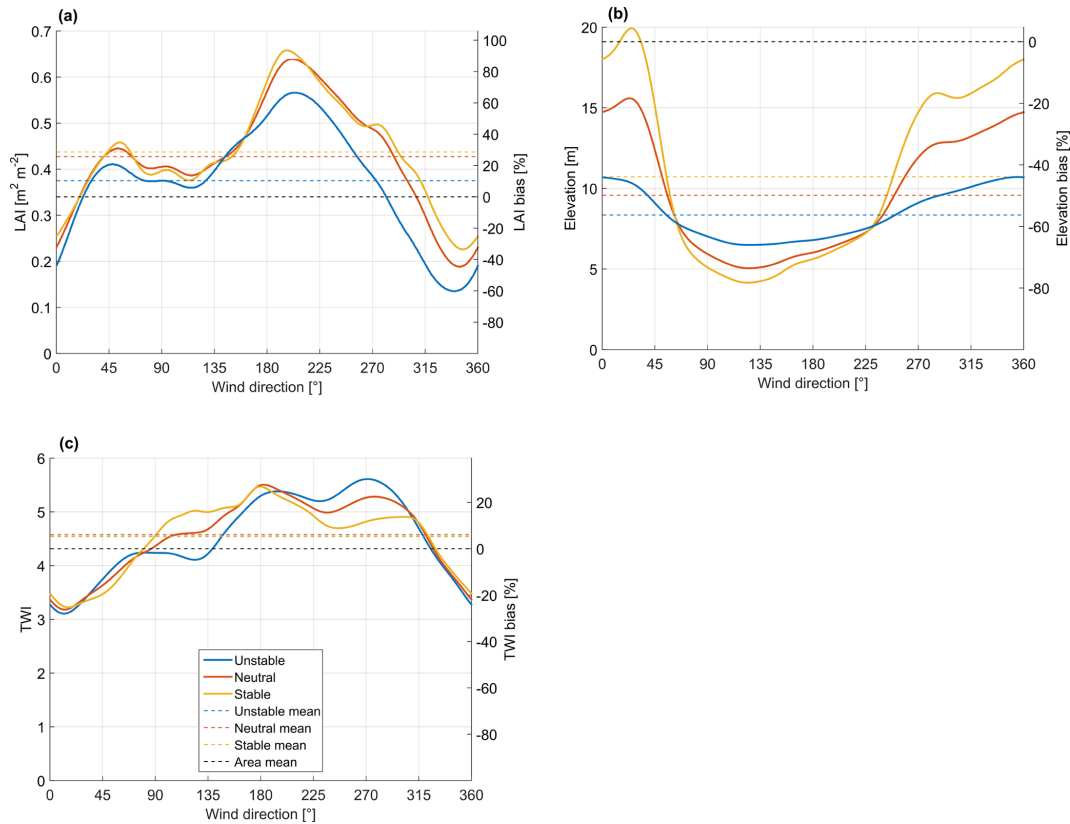 (a)
0.7
0.6
0.5
0.4
0.3
0.2
0.1
0
LAI [m² m⁻²]
100
80
60
40
20
0
-20
-40
-60
-80
LAI bias [%]
0 45 90 135 180 225 270 315 360
Wind direction [°]
(b)
20
15
10
5
0
Elevation [m]
0
-20
-40
-60
-80
Elevation bias [%]
0 45 90 135 180 225 270 315 360
Wind direction [°]
(c)
6
5
4
3
2
1
0
TWI
20
0
-20
-40
-60
-80
TWI bias [%]
Unstable
Neutral
Stable
Unstable mean
Neutral mean
Stable mean
Area mean
0 45 90 135 180 225 270 315 360
Wind direction [°]